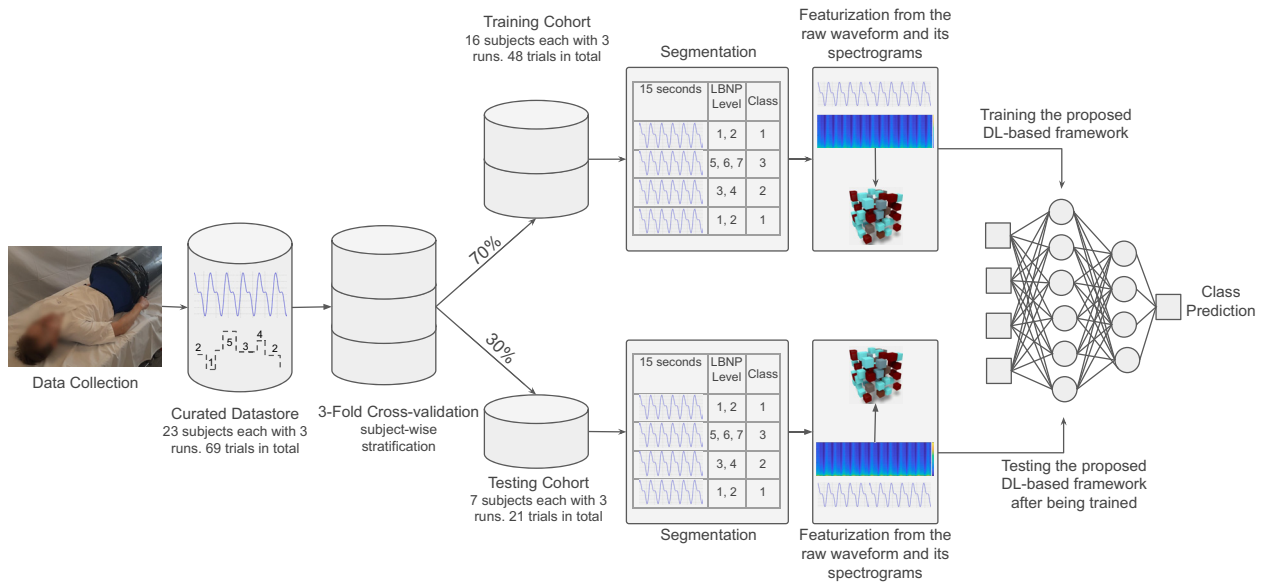 Data Collection
2
1
5
3
4
2
Curated Datastore
23 subjects each with 3
runs. 69 trials in total
3-Fold Cross-validation
subject-wise
stratification
70%
30%
Training Cohort
16 subjects each with 3
runs. 48 trials in total
Testing Cohort
7 subjects each with 3
runs. 21 trials in total
Segmentation
15 seconds LBNP Level Class
1, 2 1
5, 6, 7 3
3, 4 2
1, 2 1
Featurization from the
raw waveform and its
spectrograms
Training the proposed
DL-based framework
15 seconds LBNP Level Class
1, 2 1
5, 6, 7 3
3, 4 2
1, 2 1
Segmentation
Featurization from the
raw waveform and its
spectrograms
Testing the proposed
DL-based framework
after being trained
Class
Prediction